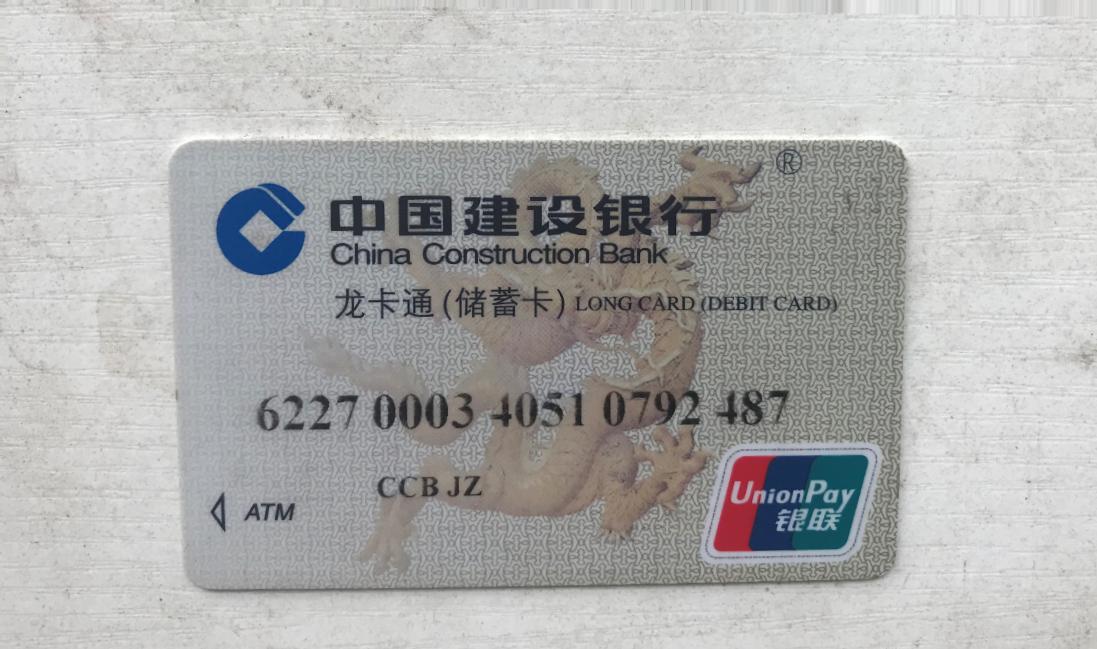 ®
中国建设银行
China Construction Bank
龙卡通(储蓄卡) LONG CARD (DEBIT CARD)
6227 0003 4051 0792 487
CCB JZ
ATM
UnionPay
银联